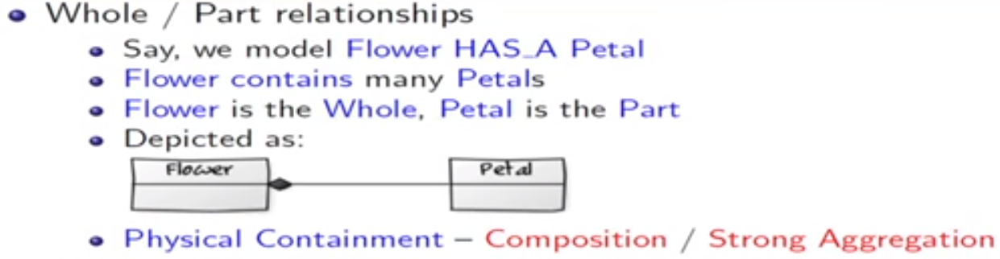 Whole / Part relationships
Say, we model Flower HAS_A Petal
Flower contains many Petals
Flower is the Whole, Petal is the Part
Depicted as:
Flower Petal
Physical Containment – Composition / Strong Aggregation